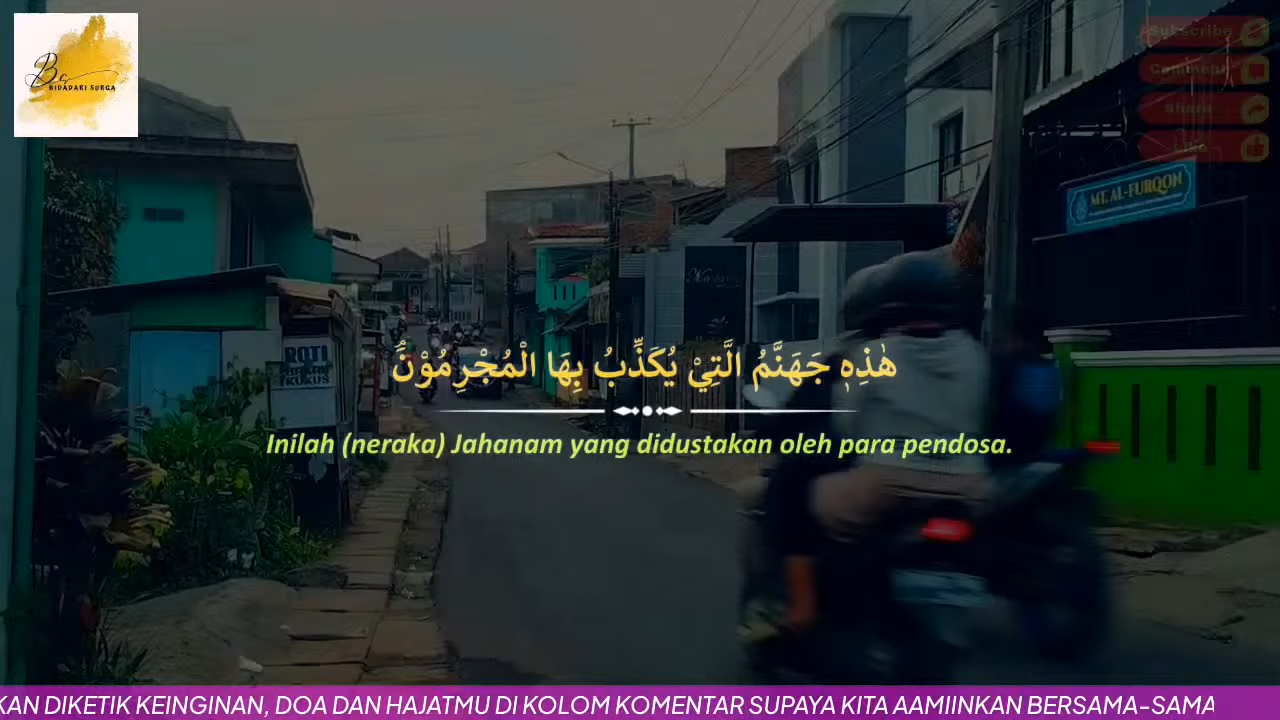 Bs
BIDADARI SURGA
Subscribe
Comment
Share
Like
MT. AL-FURQON
ROTI
KUKUS
هٰذِهٖ جَهَنَّمُ الَّتِيْ يُكَذِّبُ بِهَا الْمُجْرِمُوْنَۘ
Inilah (neraka) Jahanam yang didustakan oleh para pendosa.
KAN DIKETIK KEINGINAN, DOA DAN HAJATMU DI KOLOM KOMENTAR SUPAYA KITA AAMIINKAN BERSAMA-SAMA